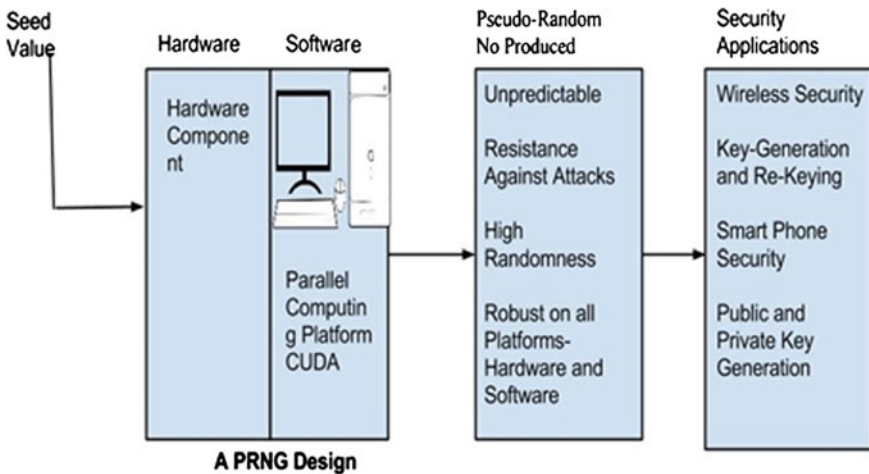 Seed
Value
Hardware
Software
Pscudo-Random
No Produced
Security
Applications
Hardware
Compone
nt
Parallel
Computin
g Platform
CUDA
Unpredictable
Resistance
Against Attacks
High
Randomness
Robust on all
Platforms-
Hardware and
Software
Wireless Security
Key-Generation
and Re-Keying
Smart Phone
Security
Public and
Private Key
Generation
A PRNG Design